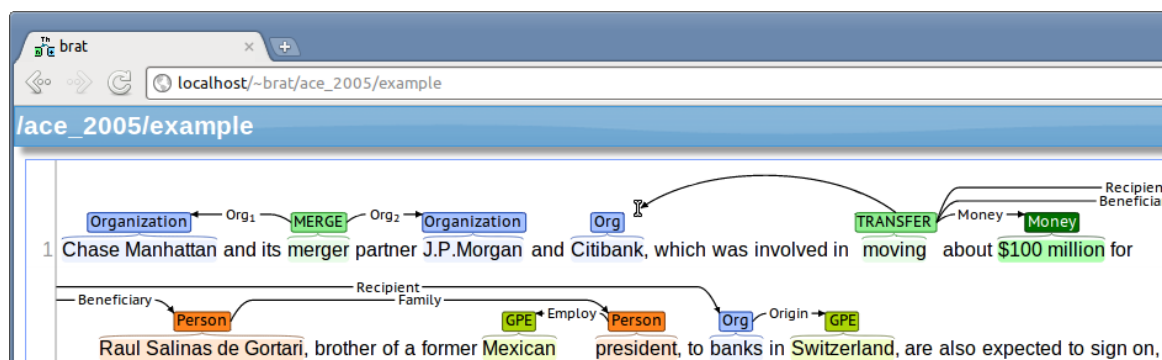 brat
localhost/~brat/ace_2005/example
/ace_2005/example
Recipien
Beneficia
Organization Org1 MERGE Org2 Organization Org TRANSFER Money Money
1 Chase Manhattan and its merger partner J.P.Morgan and Citibank, which was involved in moving about $100 million for
Recipient
Beneficiary Family
Person GPE Employ Person Org Origin GPE
Raul Salinas de Gortari, brother of a former Mexican president, to banks in Switzerland, are also expected to sign on,